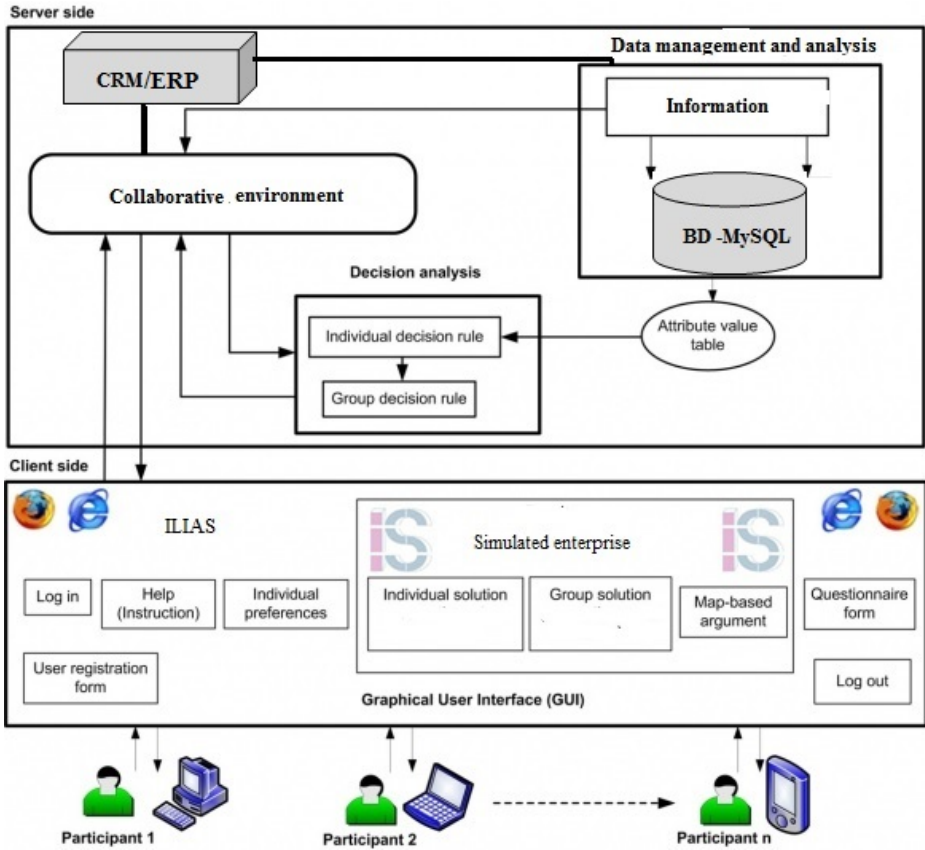 Server side
Data management and analysis
CRM/ERP
Information
Collaborative environment
BD -MySQL
Decision analysis
Individual decision rule
Attribute value
table
Group decision rule
Client side
ILIAS
iS
Simulated enterprise
iS
Log in
Help
(Instruction)
Individual
preferences
Individual solution
Group solution
Map-based
argument
Questionnaire
form
User registration
form
Log out
Graphical User Interface (GUI)
Participant 1
Participant 2
Participant n